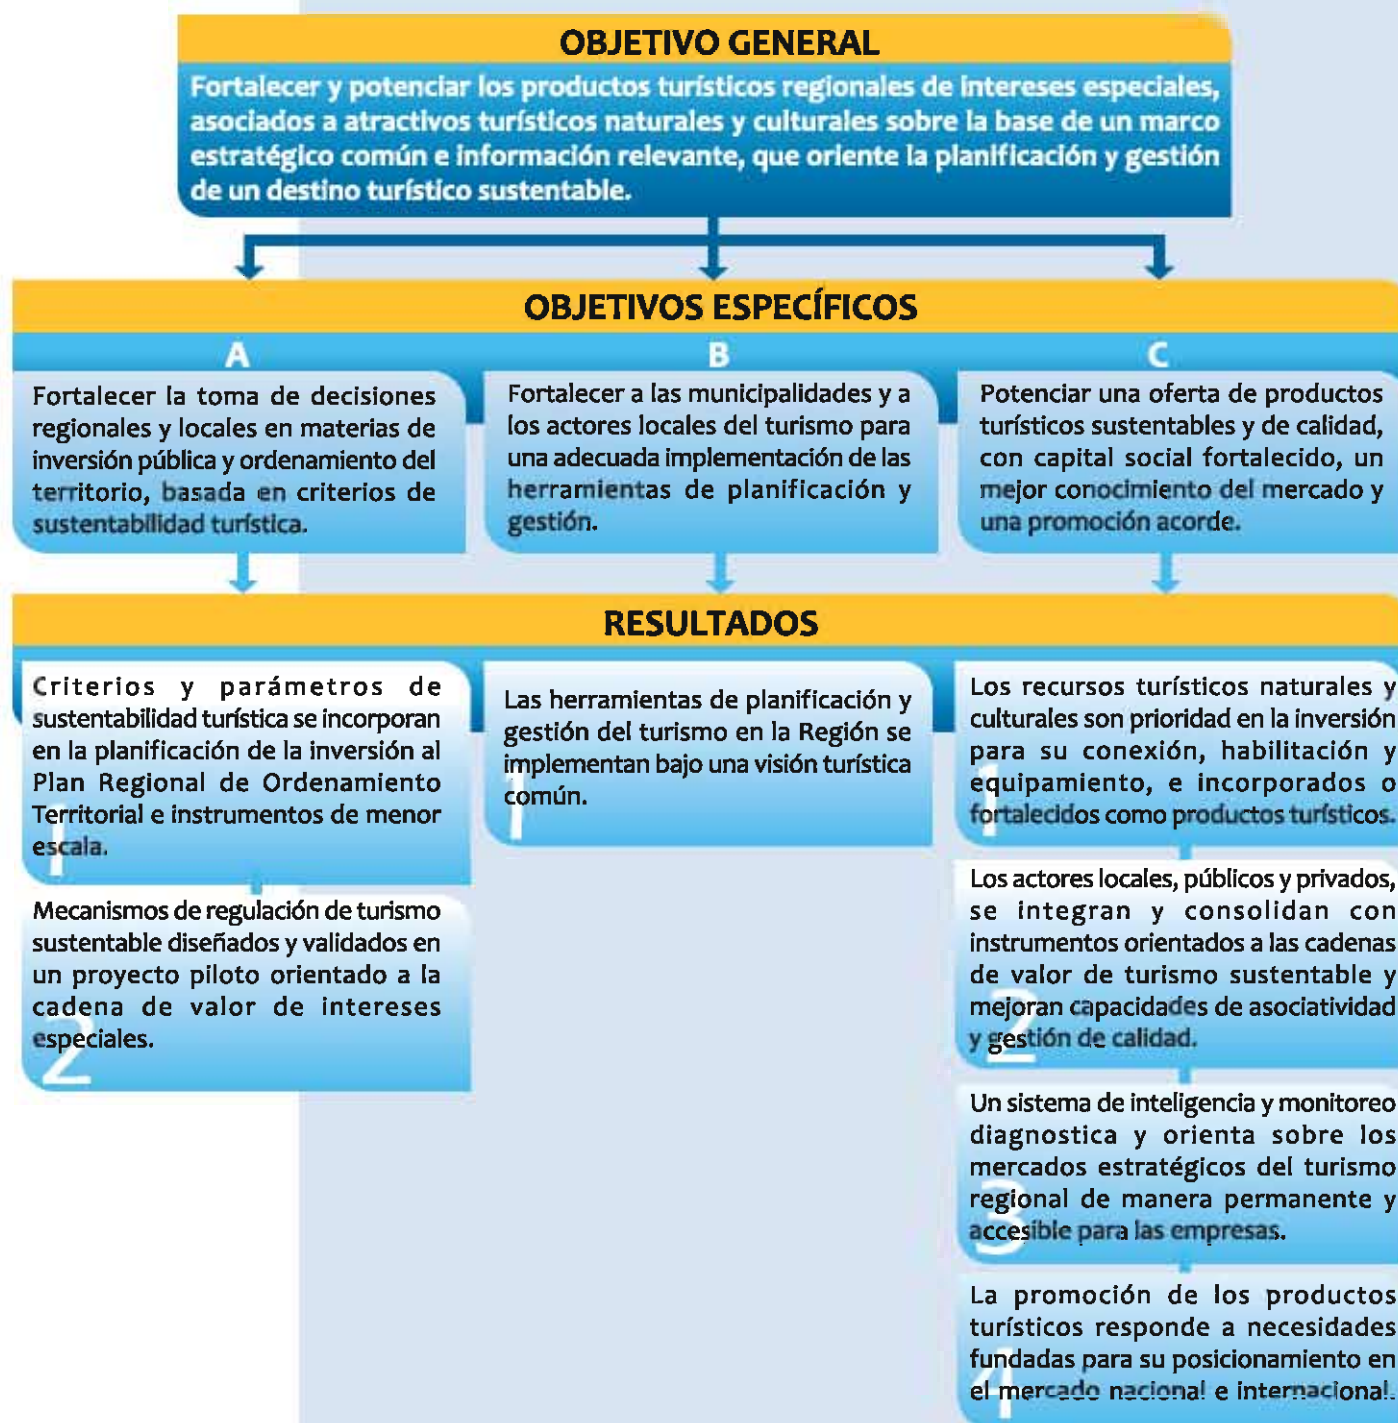 OBJETIVO GENERAL
Fortalecer y potenciar los productos turísticos regionales de intereses especiales,
asociados a atractivos turísticos naturales y culturales sobre la base de un marco
estratégico común e información relevante, que oriente la planificación y gestión
de un destino turístico sustentable.
OBJETIVOS ESPECÍFICOS
A
Fortalecer la toma de decisiones
regionales y locales en materias de
inversión pública y ordenamiento del
territorio, basada en criterios de
sustentabilidad turística.
B
Fortalecer a las municipalidades y a
los actores locales del turismo para
una adecuada implementación de las
herramientas de planificación y
gestión.
C
Potenciar una oferta de productos
turísticos sustentables y de calidad,
con capital social fortalecido, un
mejor conocimiento del mercado y
una promoción acorde.
RESULTADOS
Criterios y parámetros de
sustentabilidad turística se incorporan
en la planificación de la inversión al
Plan Regional de Ordenamiento
Territorial e instrumentos de menor
escala.
1
Mecanismos de regulación de turismo
sustentable diseñados y validados en
un proyecto piloto orientado a la
cadena de valor de intereses
especiales.
2
Las herramientas de planificación y
gestión del turismo en la Región se
implementan bajo una visión turística
común.
1
Los recursos turísticos naturales y
culturales son prioridad en la inversión
para su conexión, habilitación y
equipamiento, e incorporados o
fortalecidos como productos turísticos.
1
Los actores locales, públicos y privados,
se integran y consolidan con
instrumentos orientados a las cadenas
de valor de turismo sustentable y
mejoran capacidades de asociatividad
y gestión de calidad.
2
Un sistema de inteligencia y monitoreo
diagnostica y orienta sobre los
mercados estratégicos del turismo
regional de manera permanente y
accesible para las empresas.
3
La promoción de los productos
turísticos responde a necesidades
fundadas para su posicionamiento en
el mercado nacional e internacional.
4